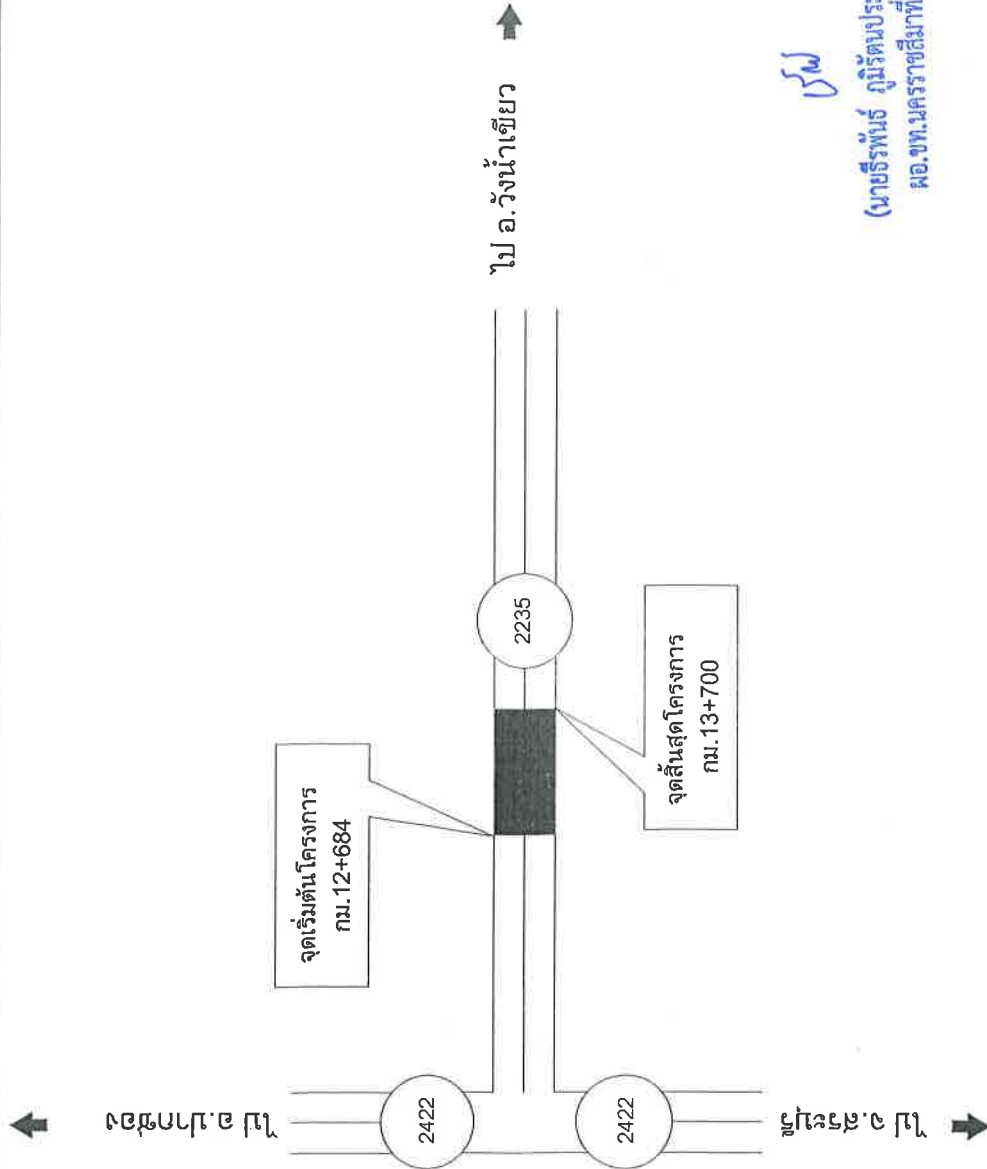 ไป อ.วังน้ำเขียว
2235
จุดเริ่มต้นโครงการ
กม.12+684
จุดสิ้นสุดโครงการ
กม.13+700
ไป อ.ปากช่อง
2422
2422
ไป จ.สระบุรี
(นายธีรพันธ์ ภูมิรัตนประ
ผอ.ขท.นครราชสีมาที่